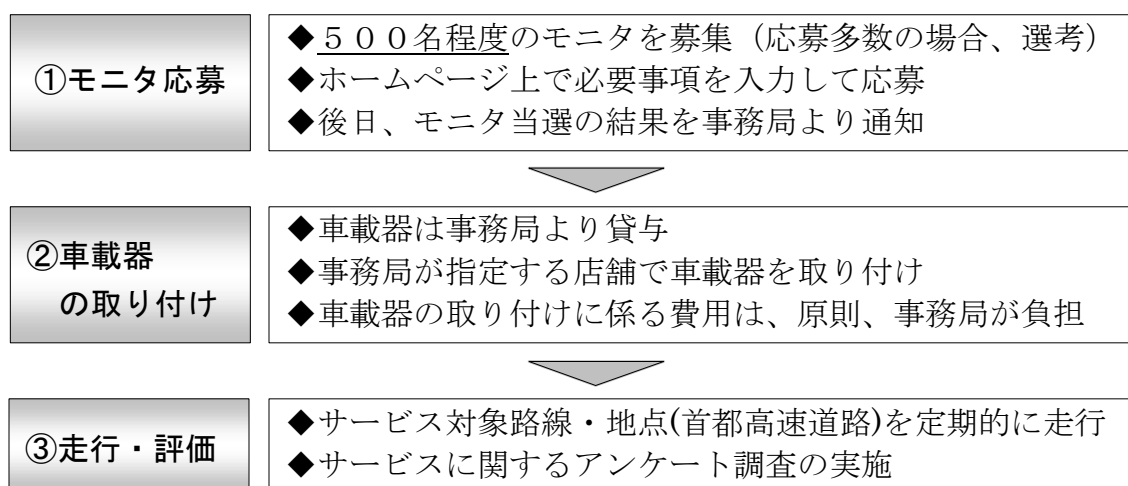 ①モニタ応募
◆５００名程度のモニタを募集（応募多数の場合、選考）
◆ホームページ上で必要事項を入力して応募
◆後日、モニタ当選の結果を事務局より通知
②車載器
の取り付け
◆車載器は事務局より貸与
◆事務局が指定する店舗で車載器を取り付け
◆車載器の取り付けに係る費用は、原則、事務局が負担
③走行・評価
◆サービス対象路線・地点(首都高速道路)を定期的に走行
◆サービスに関するアンケート調査の実施